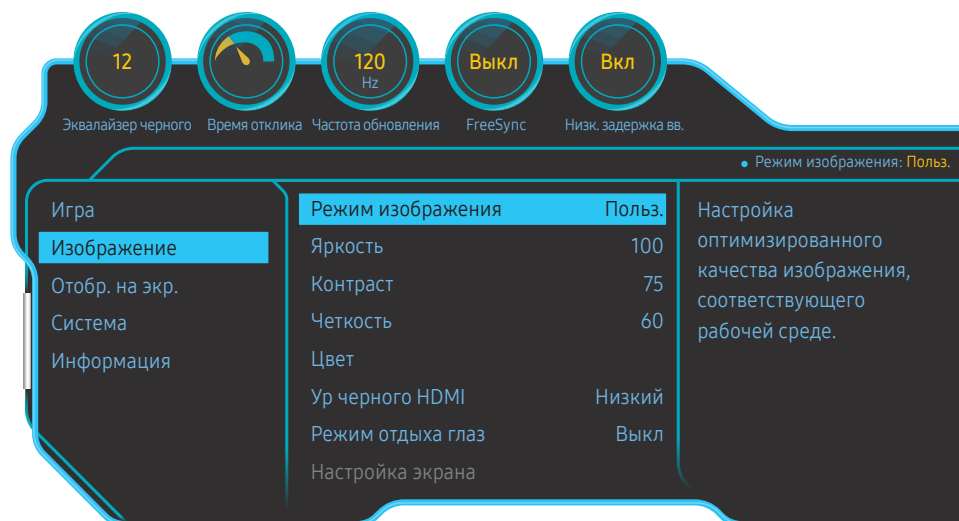 12
120
Hz
Выкл
Вкл
Эквалайзер черного
Время отклика
Частота обновления
FreeSync
Низк. задержка вв.
• Режим изображения: Польз.
Игра
Изображение
Отобр. на экр.
Система
Информация
Режим изображения Польз.
Яркость 100
Контраст 75
Четкость 60
Цвет
Ур черного HDMI Низкий
Режим отдыха глаз Выкл
Настройка экрана
Настройка
оптимизированного
качества изображения,
соответствующего
рабочей среде.